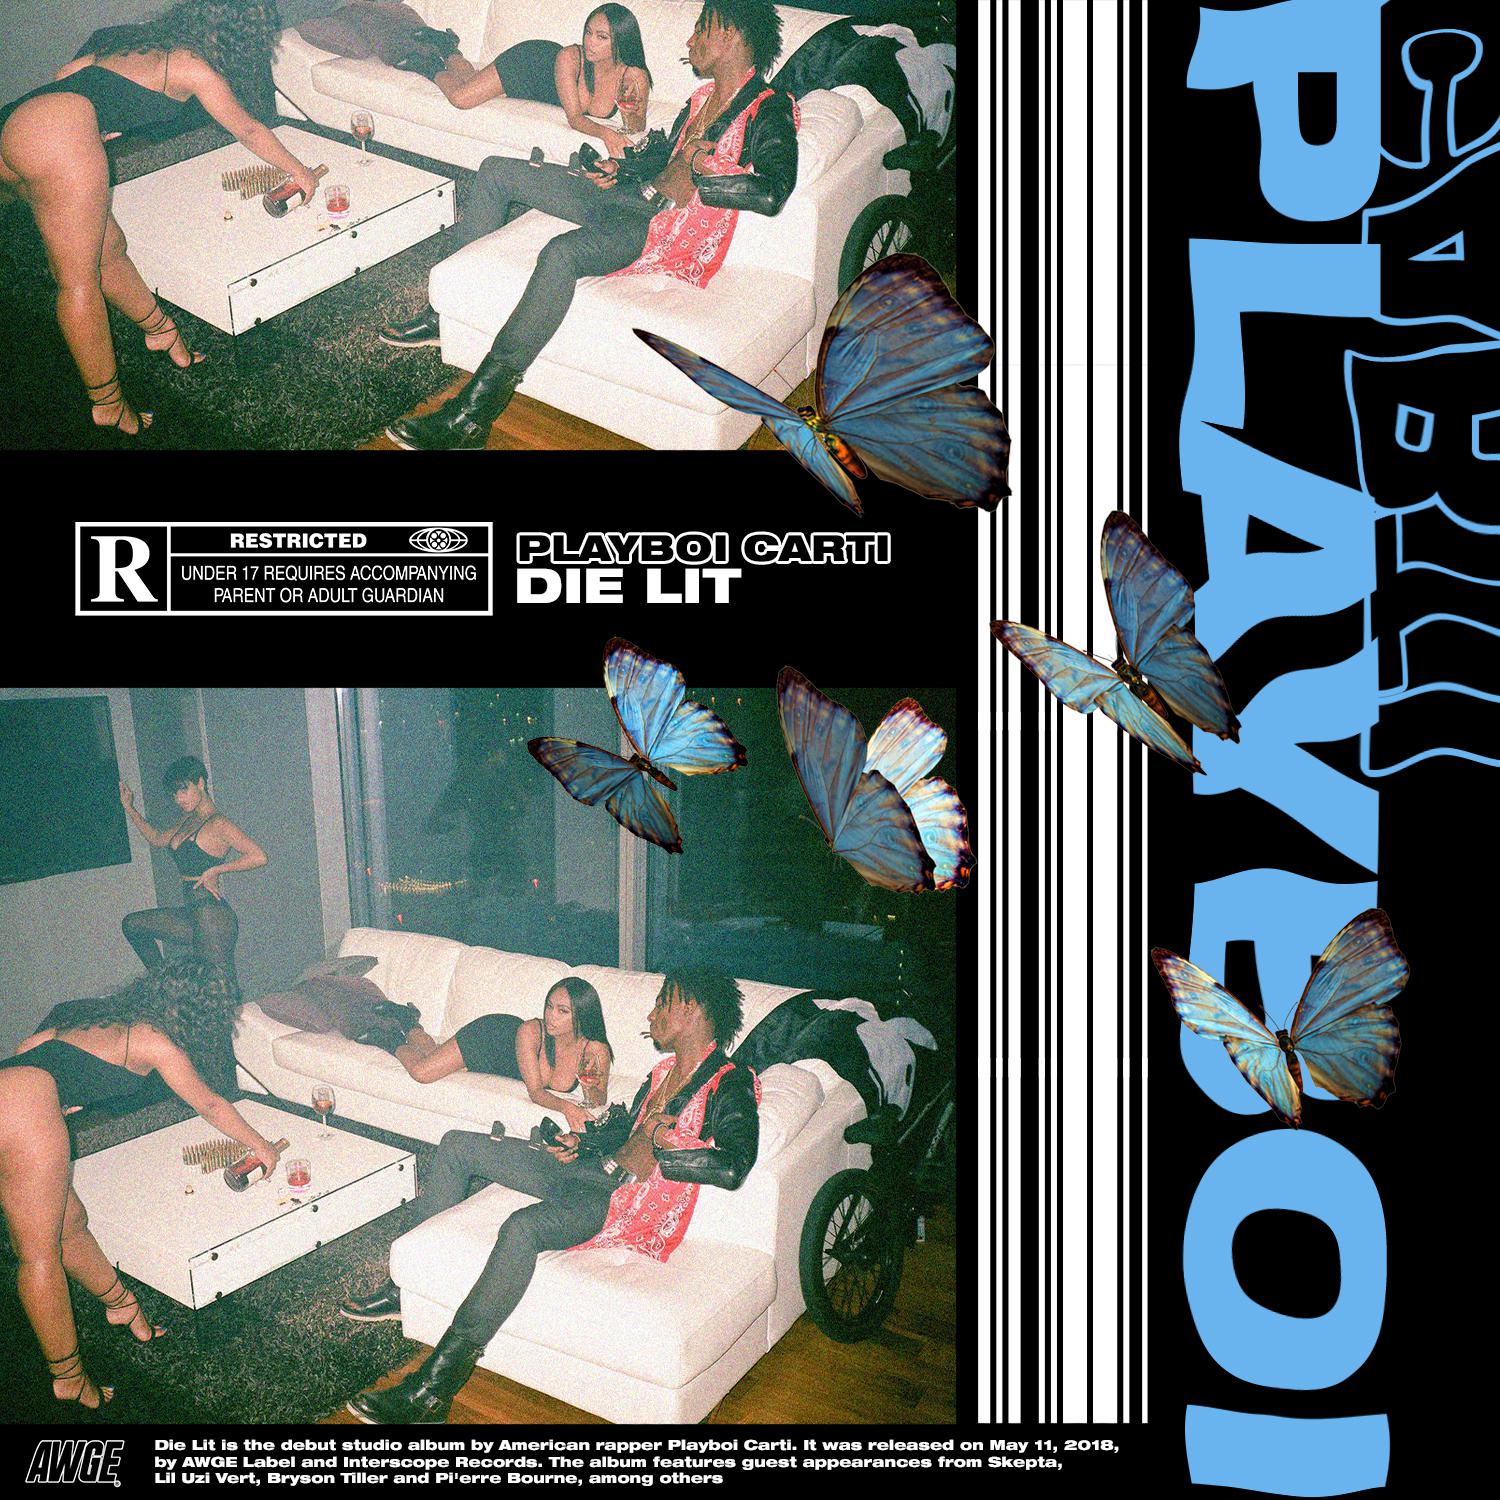 R
RESTRICTED
UNDER 17 REQUIRES ACCOMPANYING
PARENT OR ADULT GUARDIAN
PLAYBOI CARTI
DIE LIT
PLAYBOI
AWGE
Die Lit is the debut studio album by American rapper Playboi Carti. It was released on May 11, 2018,
by AWGE Label and Interscope Records. The album features guest appearances from Skepta,
Lil Uzi Vert, Bryson Tiller and Pi'erre Bourne, among others